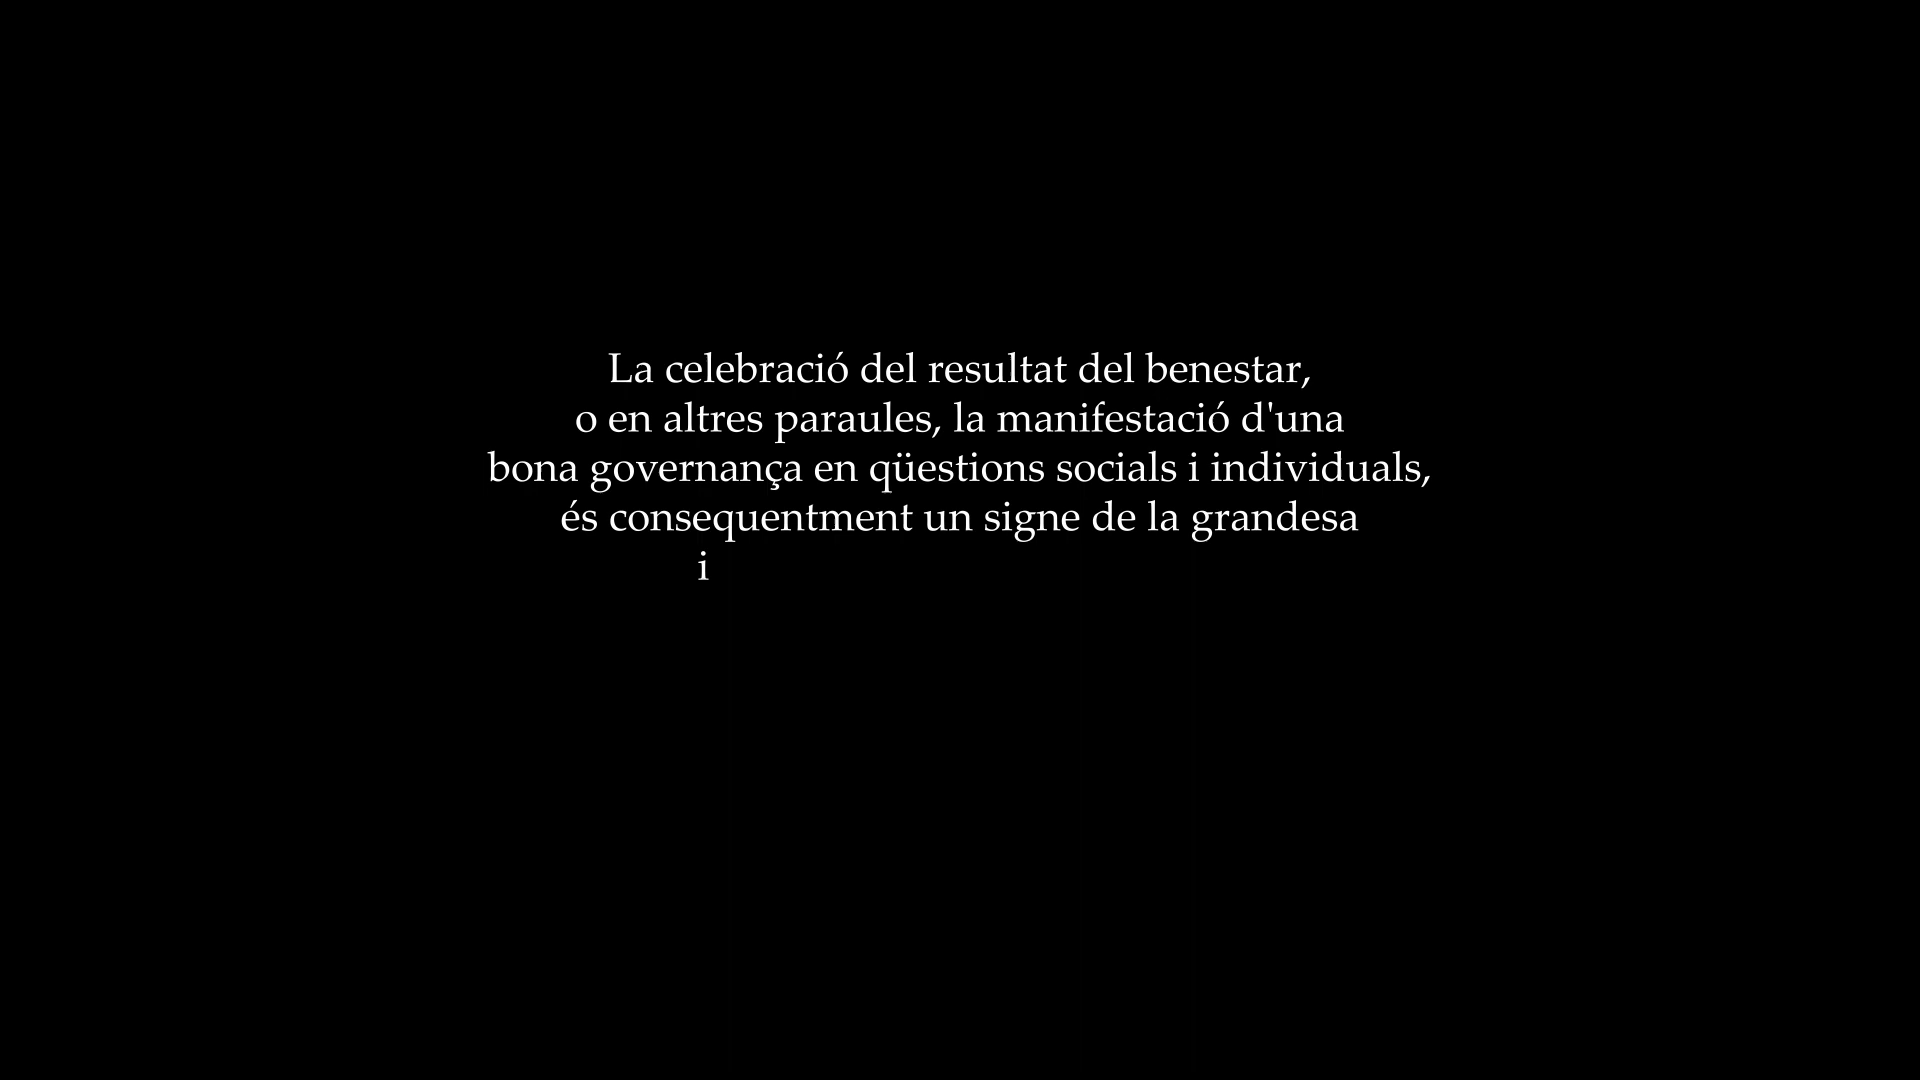 La celebració del resultat del benestar,
o en altres paraules, la manifestació d'una
bona governança en qüestions socials i individuals,
és consequentment un signe de la grandesa
i